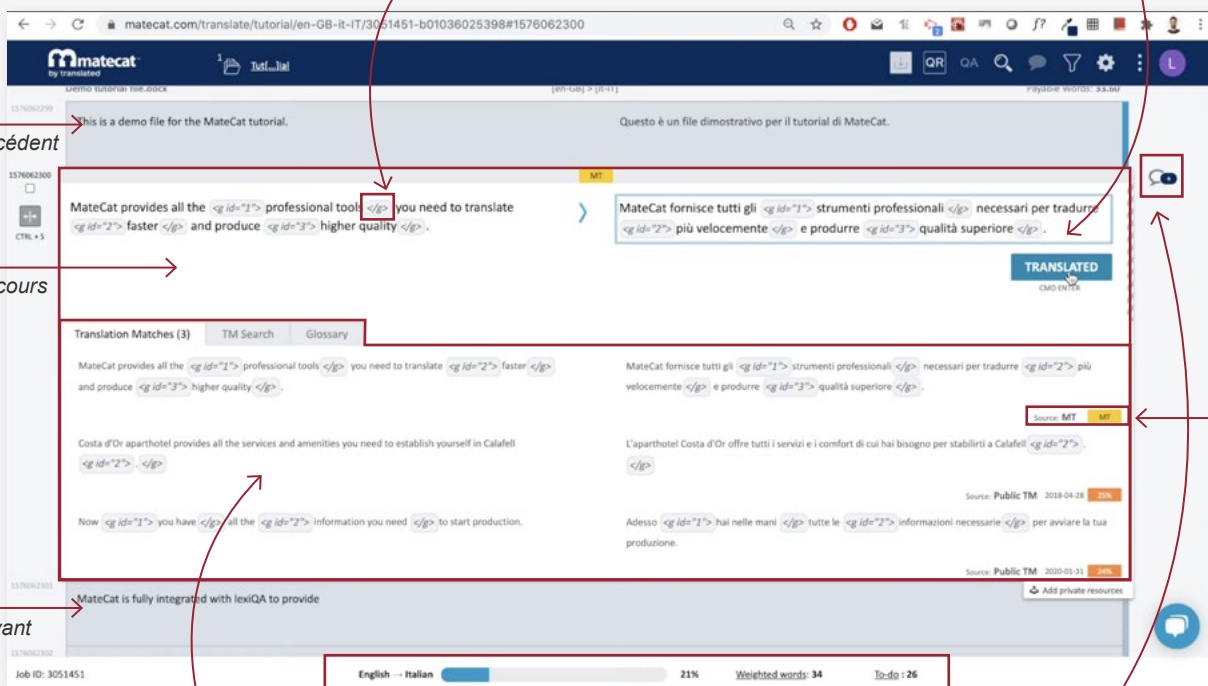 matecat.com/translate/tutorial/en-GB-it-IT/3051451-b01036025398#1576062300
matecat
by translated
1
Tut(...)ial
QR
QA
L
Demo tutorial file.docx
[en-GB] > [it-IT]
Payable Words: 33.60
1576062299
This is a demo file for the MateCat tutorial.
Questo è un file dimostrativo per il tutorial di MateCat.
cédent
1576062300
MT
MateCat provides all the <g id="1"> professional tools </g> you need to translate
<g id="2"> faster </g> and produce <g id="3"> higher quality </g> .
MateCat fornisce tutti gli <g id="1"> strumenti professionali </g> necessari per tradurre
<g id="2"> più velocemente </g> e produrre <g id="3"> qualità superiore </g> .
CTRL + S
TRANSLATED
CMD ENTER
cours
Translation Matches (3)
TM Search
Glossary
MateCat provides all the <g id="1"> professional tools </g> you need to translate <g id="2"> faster </g>
and produce <g id="3"> higher quality </g> .
MateCat fornisce tutti gli <g id="1"> strumenti professionali </g> necessari per tradurre <g id="2"> più
velocemente </g> e produrre <g id="3"> qualità superiore </g> .
Source: MT MT
Costa d'Or aparthotel provides all the services and amenities you need to establish yourself in Calafell
<g id="2"> . </g>
L'aparthotel Costa d'Or offre tutti i servizi e i comfort di cui hai bisogno per stabilirti a Calafell <g id="2"> .
</g>
Source: Public TM 2018-04-28 25%
Now <g id="1"> you have </g> all the <g id="2"> information you need </g> to start production.
Adesso <g id="1"> hai nelle mani </g> tutte le <g id="2"> informazioni necessarie </g> per avviare la tua
produzione.
Source: Public TM 2020-01-31 24%
1576062301
MateCat is fully integrated with lexiQA to provide
Add private resources
vant
1576062302
Job ID: 3051451
English → Italian
21%
Weighted words: 34
To-do : 26